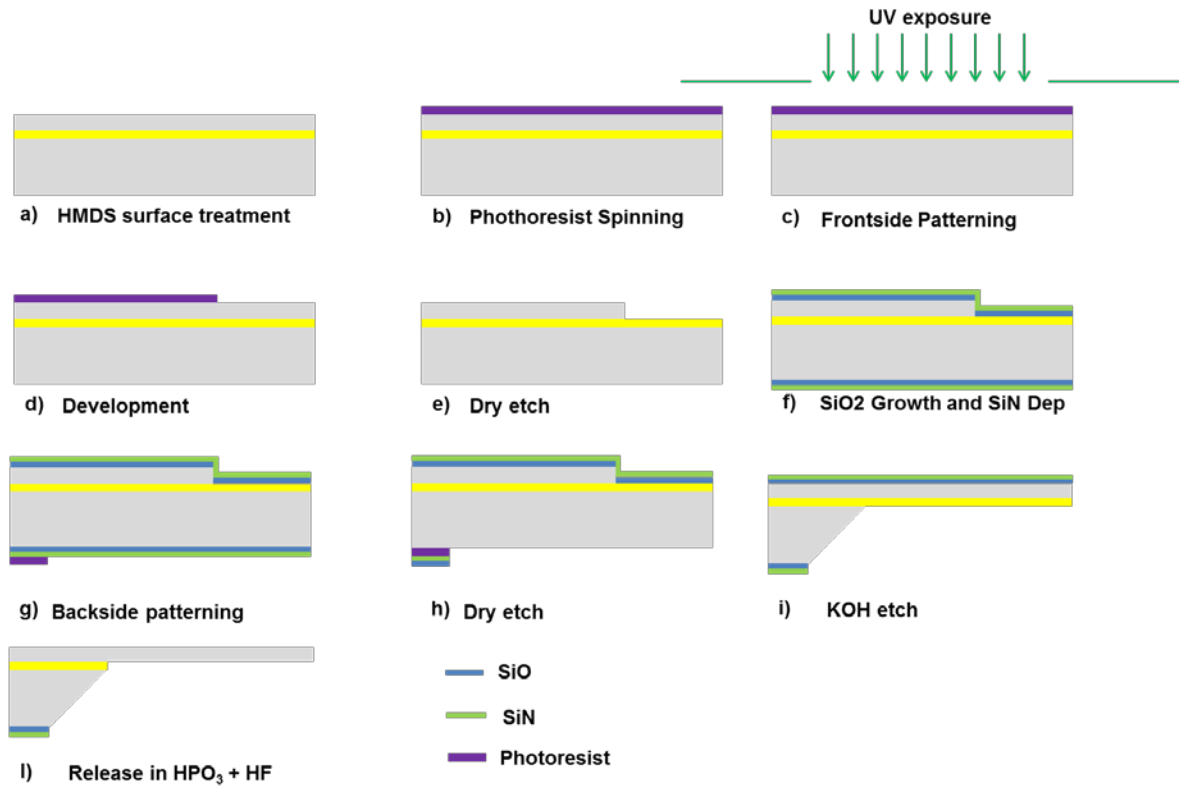 UV exposure
a) HMDS surface treatment
b) Phothoresist Spinning
c) Frontside Patterning
d) Development
e) Dry etch
f) SiO2 Growth and SiN Dep
g) Backside patterning
h) Dry etch
i) KOH etch
SiO
SiN
Photoresist
l) Release in HPO₃ + HF